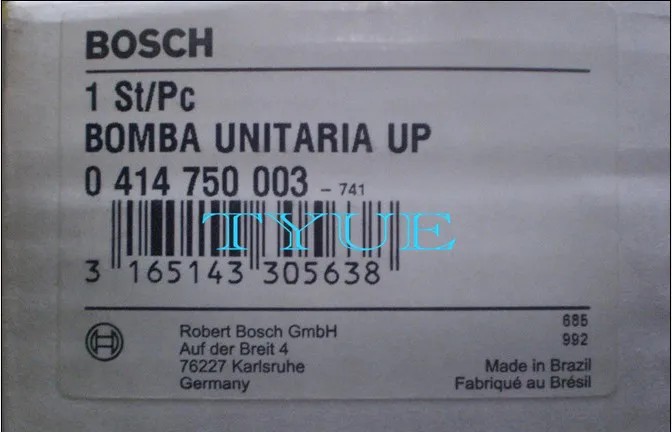 BOSCH
1 St/Pc
BOMBA UNITARIA UP
0 414 750 003 - 741
TYUE
3 165143 305638
Robert Bosch GmbH
Auf der Breit 4
76227 Karlsruhe
Germany
685
992
Made in Brazil
Fabriqué au Brésil